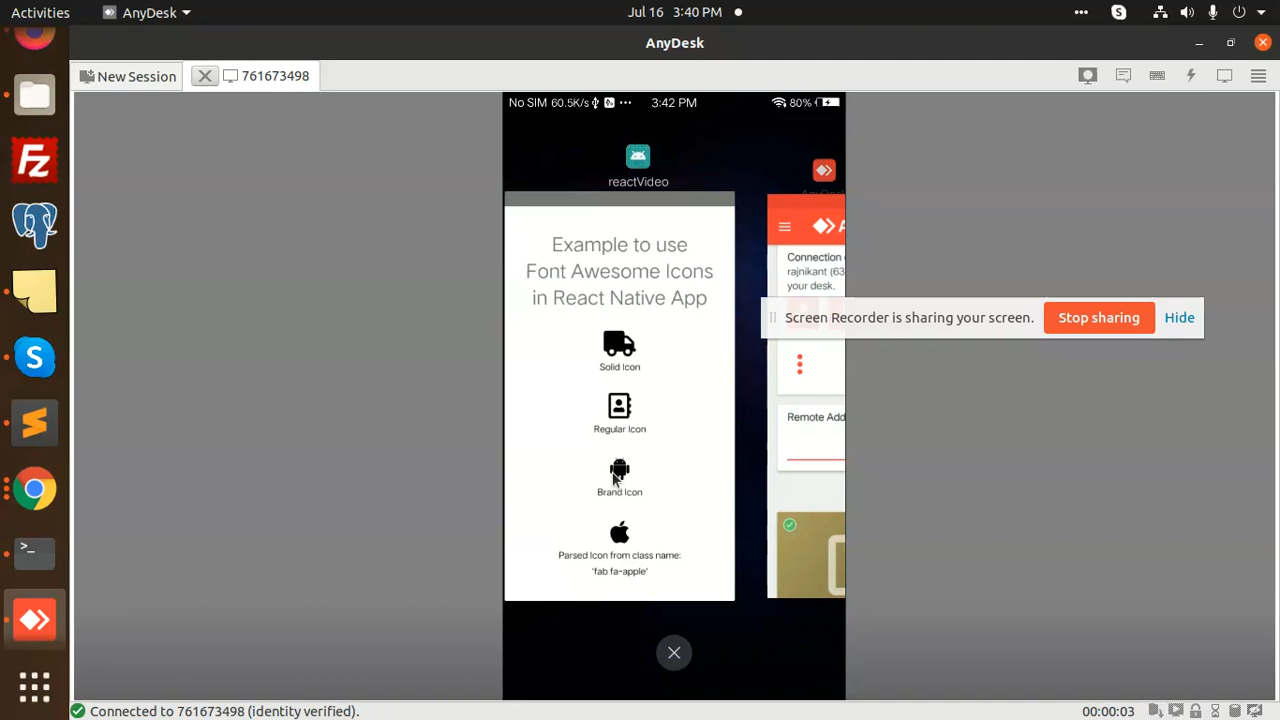 Activities
AnyDesk
Jul 16 3:40 PM
AnyDesk
New Session
761673498
No SIM 60.5K/s
3:42 PM
80%
reactVideo
Example to use
Font Awesome Icons
in React Native App
Solid Icon
Regular Icon
Brand Icon
Parsed Icon from class name:
'fab fa-apple'
Connection
rajnikant (63
your desk.
Remote Add
Screen Recorder is sharing your screen.
Stop sharing
Hide
Connected to 761673498 (identity verified).
00:00:03